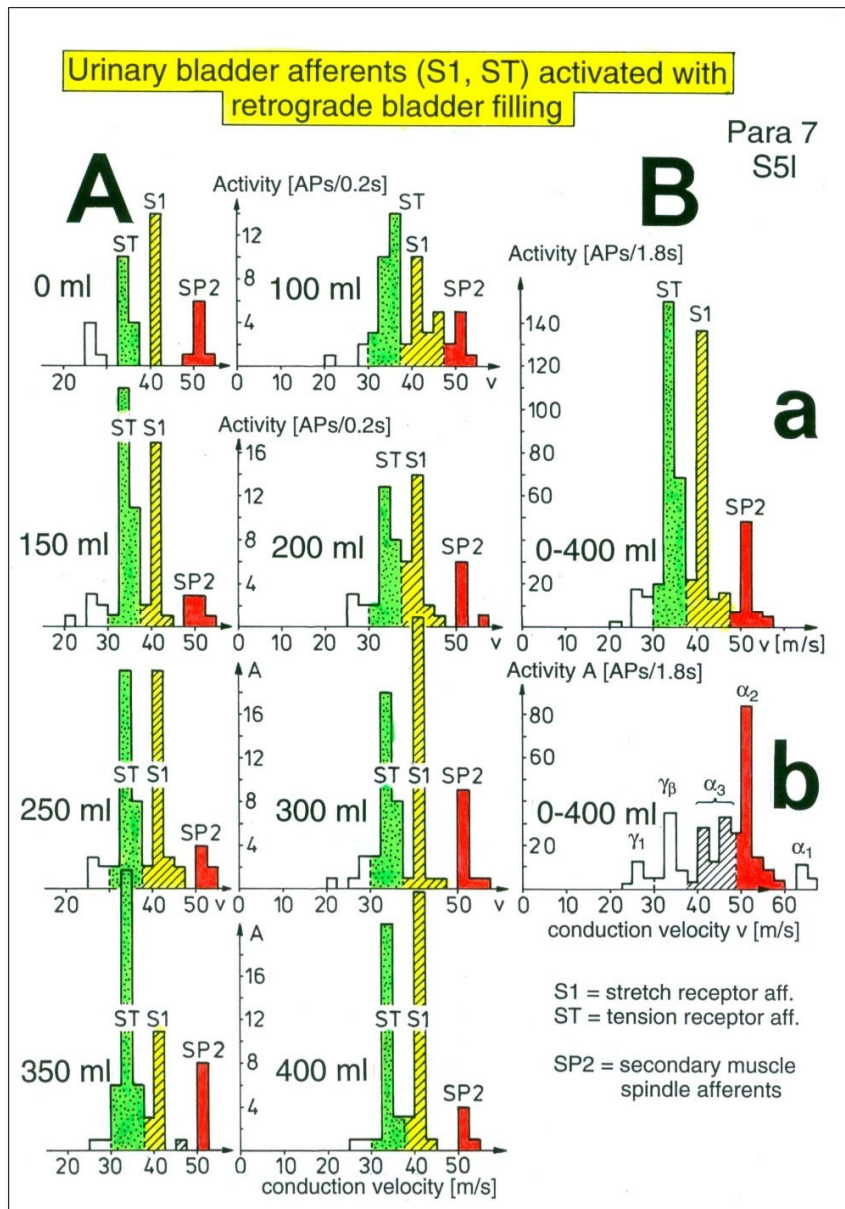 Urinary bladder afferents (S1, ST) activated with
retrograde bladder filling
Para 7
S5l
A
B
S1
ST
SP2
0 ml
20 40 50
Activity [APs/0.2s]
12
8
4
ST
S1
SP2
100 ml
0 20 30 40 50 v
Activity [APs/1.8s]
140
120
100
80
60
40
20
ST
S1
SP2
0-400 ml
a
0 20 30 40 50 v [m/s]
ST S1
SP2
150 ml
20 30 40 50
Activity [APs/0.2s]
16
12
8
4
ST S1
SP2
200 ml
0 20 30 50 v
ST S1
SP2
250 ml
20 30 40 50 v
A
16
12
8
4
ST S1
SP2
300 ml
0 20 30 50 v
Activity A [APs/1.8s]
80
60
40
20
γ1
γβ
α3
α2
α1
0-400 ml
b
0 20 30 40 50 60
conduction velocity v [m/s]
ST S1
SP2
350 ml
20 30 40 50
A
16
12
8
4
ST S1
SP2
400 ml
0 20 30 40 50
conduction velocity [m/s]
S1 = stretch receptor aff.
ST = tension receptor aff.
SP2 = secondary muscle
spindle afferents